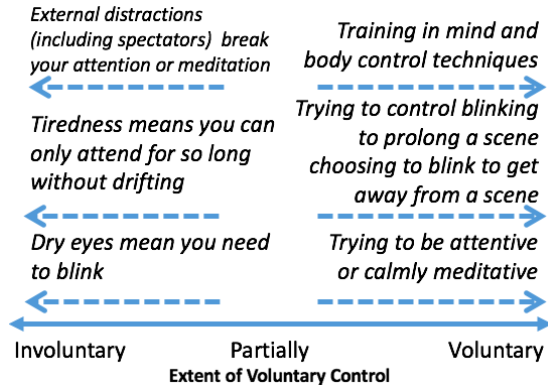 External distractions
(including spectators) break
your attention or meditation
Training in mind and
body control techniques
Tiredness means you can
only attend for so long
without drifting
Trying to control blinking
to prolong a scene
choosing to blink to get
away from a scene
Dry eyes mean you need
to blink
Trying to be attentive
or calmly meditative
Involuntary
Partially
Voluntary
Extent of Voluntary Control